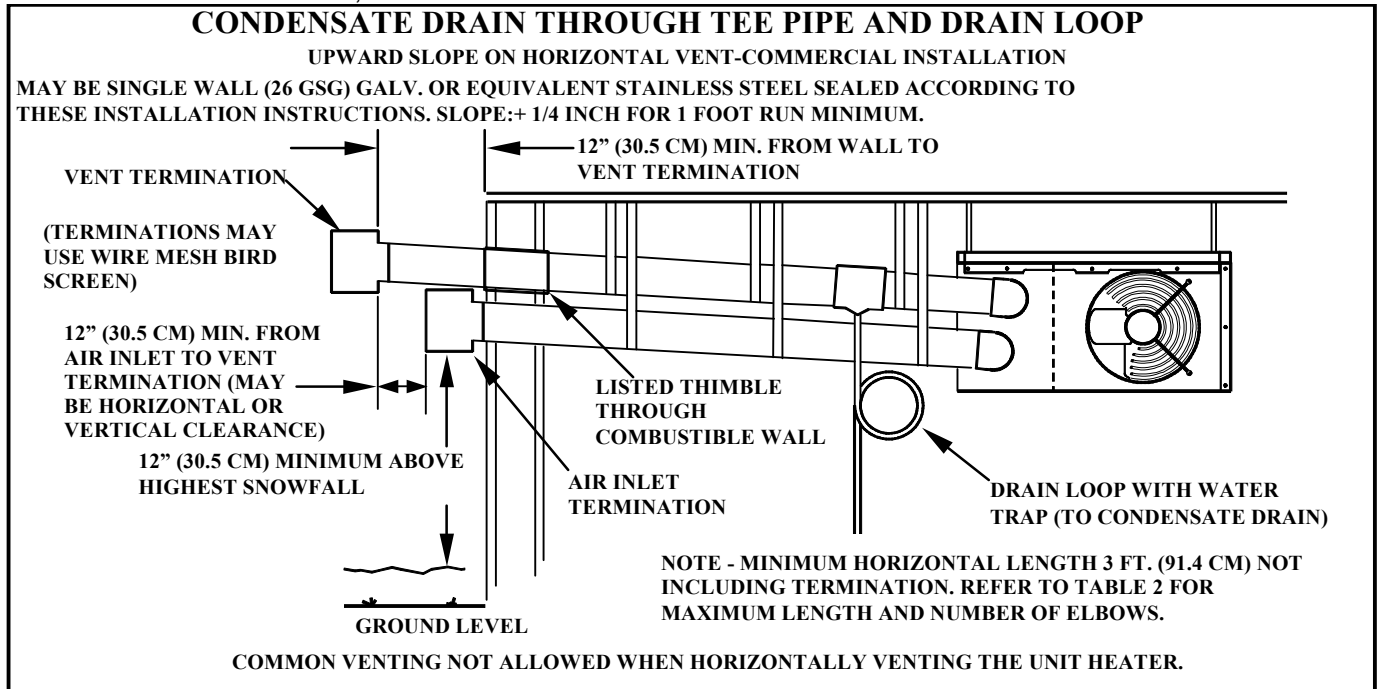 CONDENSATE DRAIN THROUGH TEE PIPE AND DRAIN LOOP
UPWARD SLOPE ON HORIZONTAL VENT-COMMERCIAL INSTALLATION
MAY BE SINGLE WALL (26 GSG) GALV. OR EQUIVALENT STAINLESS STEEL SEALED ACCORDING TO
THESE INSTALLATION INSTRUCTIONS. SLOPE:+ 1/4 INCH FOR 1 FOOT RUN MINIMUM.
12” (30.5 CM) MIN. FROM WALL TO
VENT TERMINATION
VENT TERMINATION
(TERMINATIONS MAY
USE WIRE MESH BIRD
SCREEN)
12” (30.5 CM) MIN. FROM
AIR INLET TO VENT
TERMINATION (MAY
BE HORIZONTAL OR
VERTICAL CLEARANCE)
12” (30.5 CM) MINIMUM ABOVE
HIGHEST SNOWFALL
LISTED THIMBLE
THROUGH
COMBUSTIBLE WALL
AIR INLET
TERMINATION
DRAIN LOOP WITH WATER
TRAP (TO CONDENSATE DRAIN)
NOTE - MINIMUM HORIZONTAL LENGTH 3 FT. (91.4 CM) NOT
INCLUDING TERMINATION. REFER TO TABLE 2 FOR
MAXIMUM LENGTH AND NUMBER OF ELBOWS.
GROUND LEVEL
COMMON VENTING NOT ALLOWED WHEN HORIZONTALLY VENTING THE UNIT HEATER.